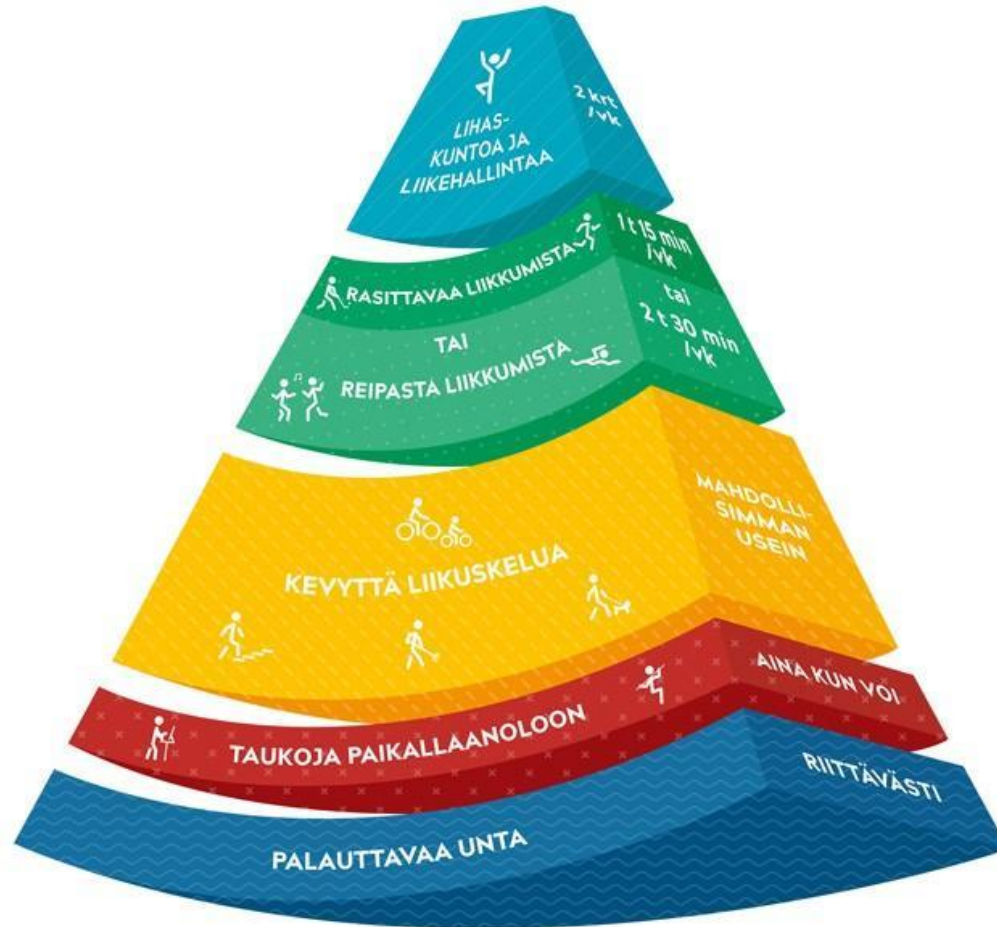 LIHAS-
KUNTOA JA
LIIKEHALLINTAA
2 krt
/vk
RASITTAVAA LIIKKUMISTA
1 t 15 min
/vk
TAI
tai
REIPASTA LIIKKUMISTA
2 t 30 min
/vk
KEVYTTÄ LIIKUSKELUA
MAHDOLLI-
SIMMAN
USEIN
TAUKOJA PAIKALLAANOLOON
AINA KUN VOI
PALAUTTAVAA UNTA
RIITTÄVÄSTI